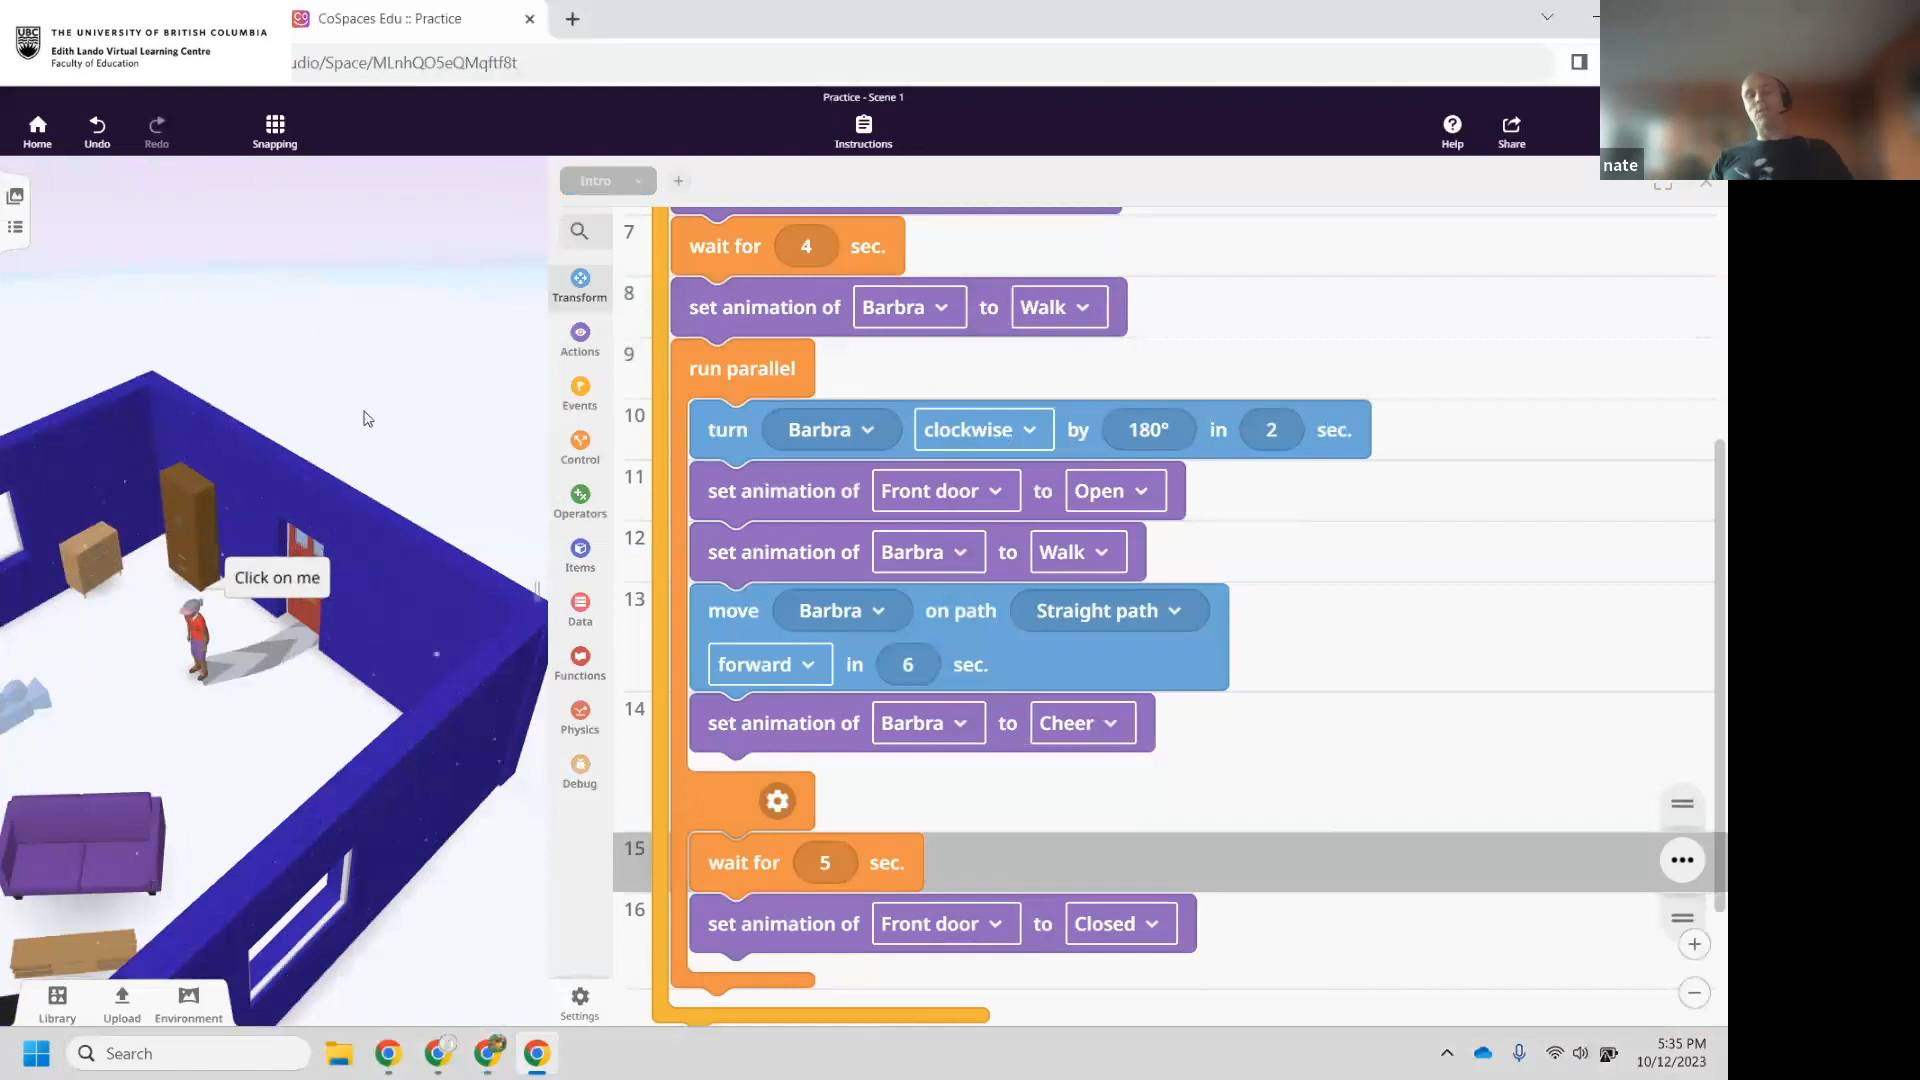 UBC
THE UNIVERSITY OF BRITISH COLUMBIA
Edith Lando Virtual Learning Centre
Faculty of Education
CO
CoSpaces Edu :: Practice
udio/Space/MLnhQO5eQMqftf8t
nate
Practice - Scene 1
Home
Undo
Redo
Snapping
Instructions
Help
Share
Intro
Transform
Actions
Events
Control
Operators
Items
Data
Functions
Physics
Debug
Settings
7 wait for 4 sec.
8 set animation of Barbra to Walk
9 run parallel
10 turn Barbra clockwise by 180° in 2 sec.
11 set animation of Front door to Open
12 set animation of Barbra to Walk
13 move Barbra on path Straight path
forward in 6 sec.
14 set animation of Barbra to Cheer
15 wait for 5 sec.
16 set animation of Front door to Closed
Click on me
Library
Upload
Environment
Search
5:35 PM
10/12/2023